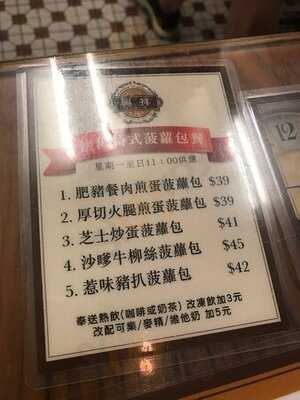 式菠蘿包餐
星期一至日11:00供應
1. 肥豬餐肉煎蛋菠蘿包 $39
2. 厚切火腿煎蛋菠蘿包 $39
3. 芝士炒蛋菠蘿包 $41
4. 沙嗲牛柳絲菠蘿包 $45
5. 惹味豬扒菠蘿包 $42
奉送熱飲(咖啡或奶茶) 改凍飲加3元
改配可樂/麥精/維他奶 加5元
12